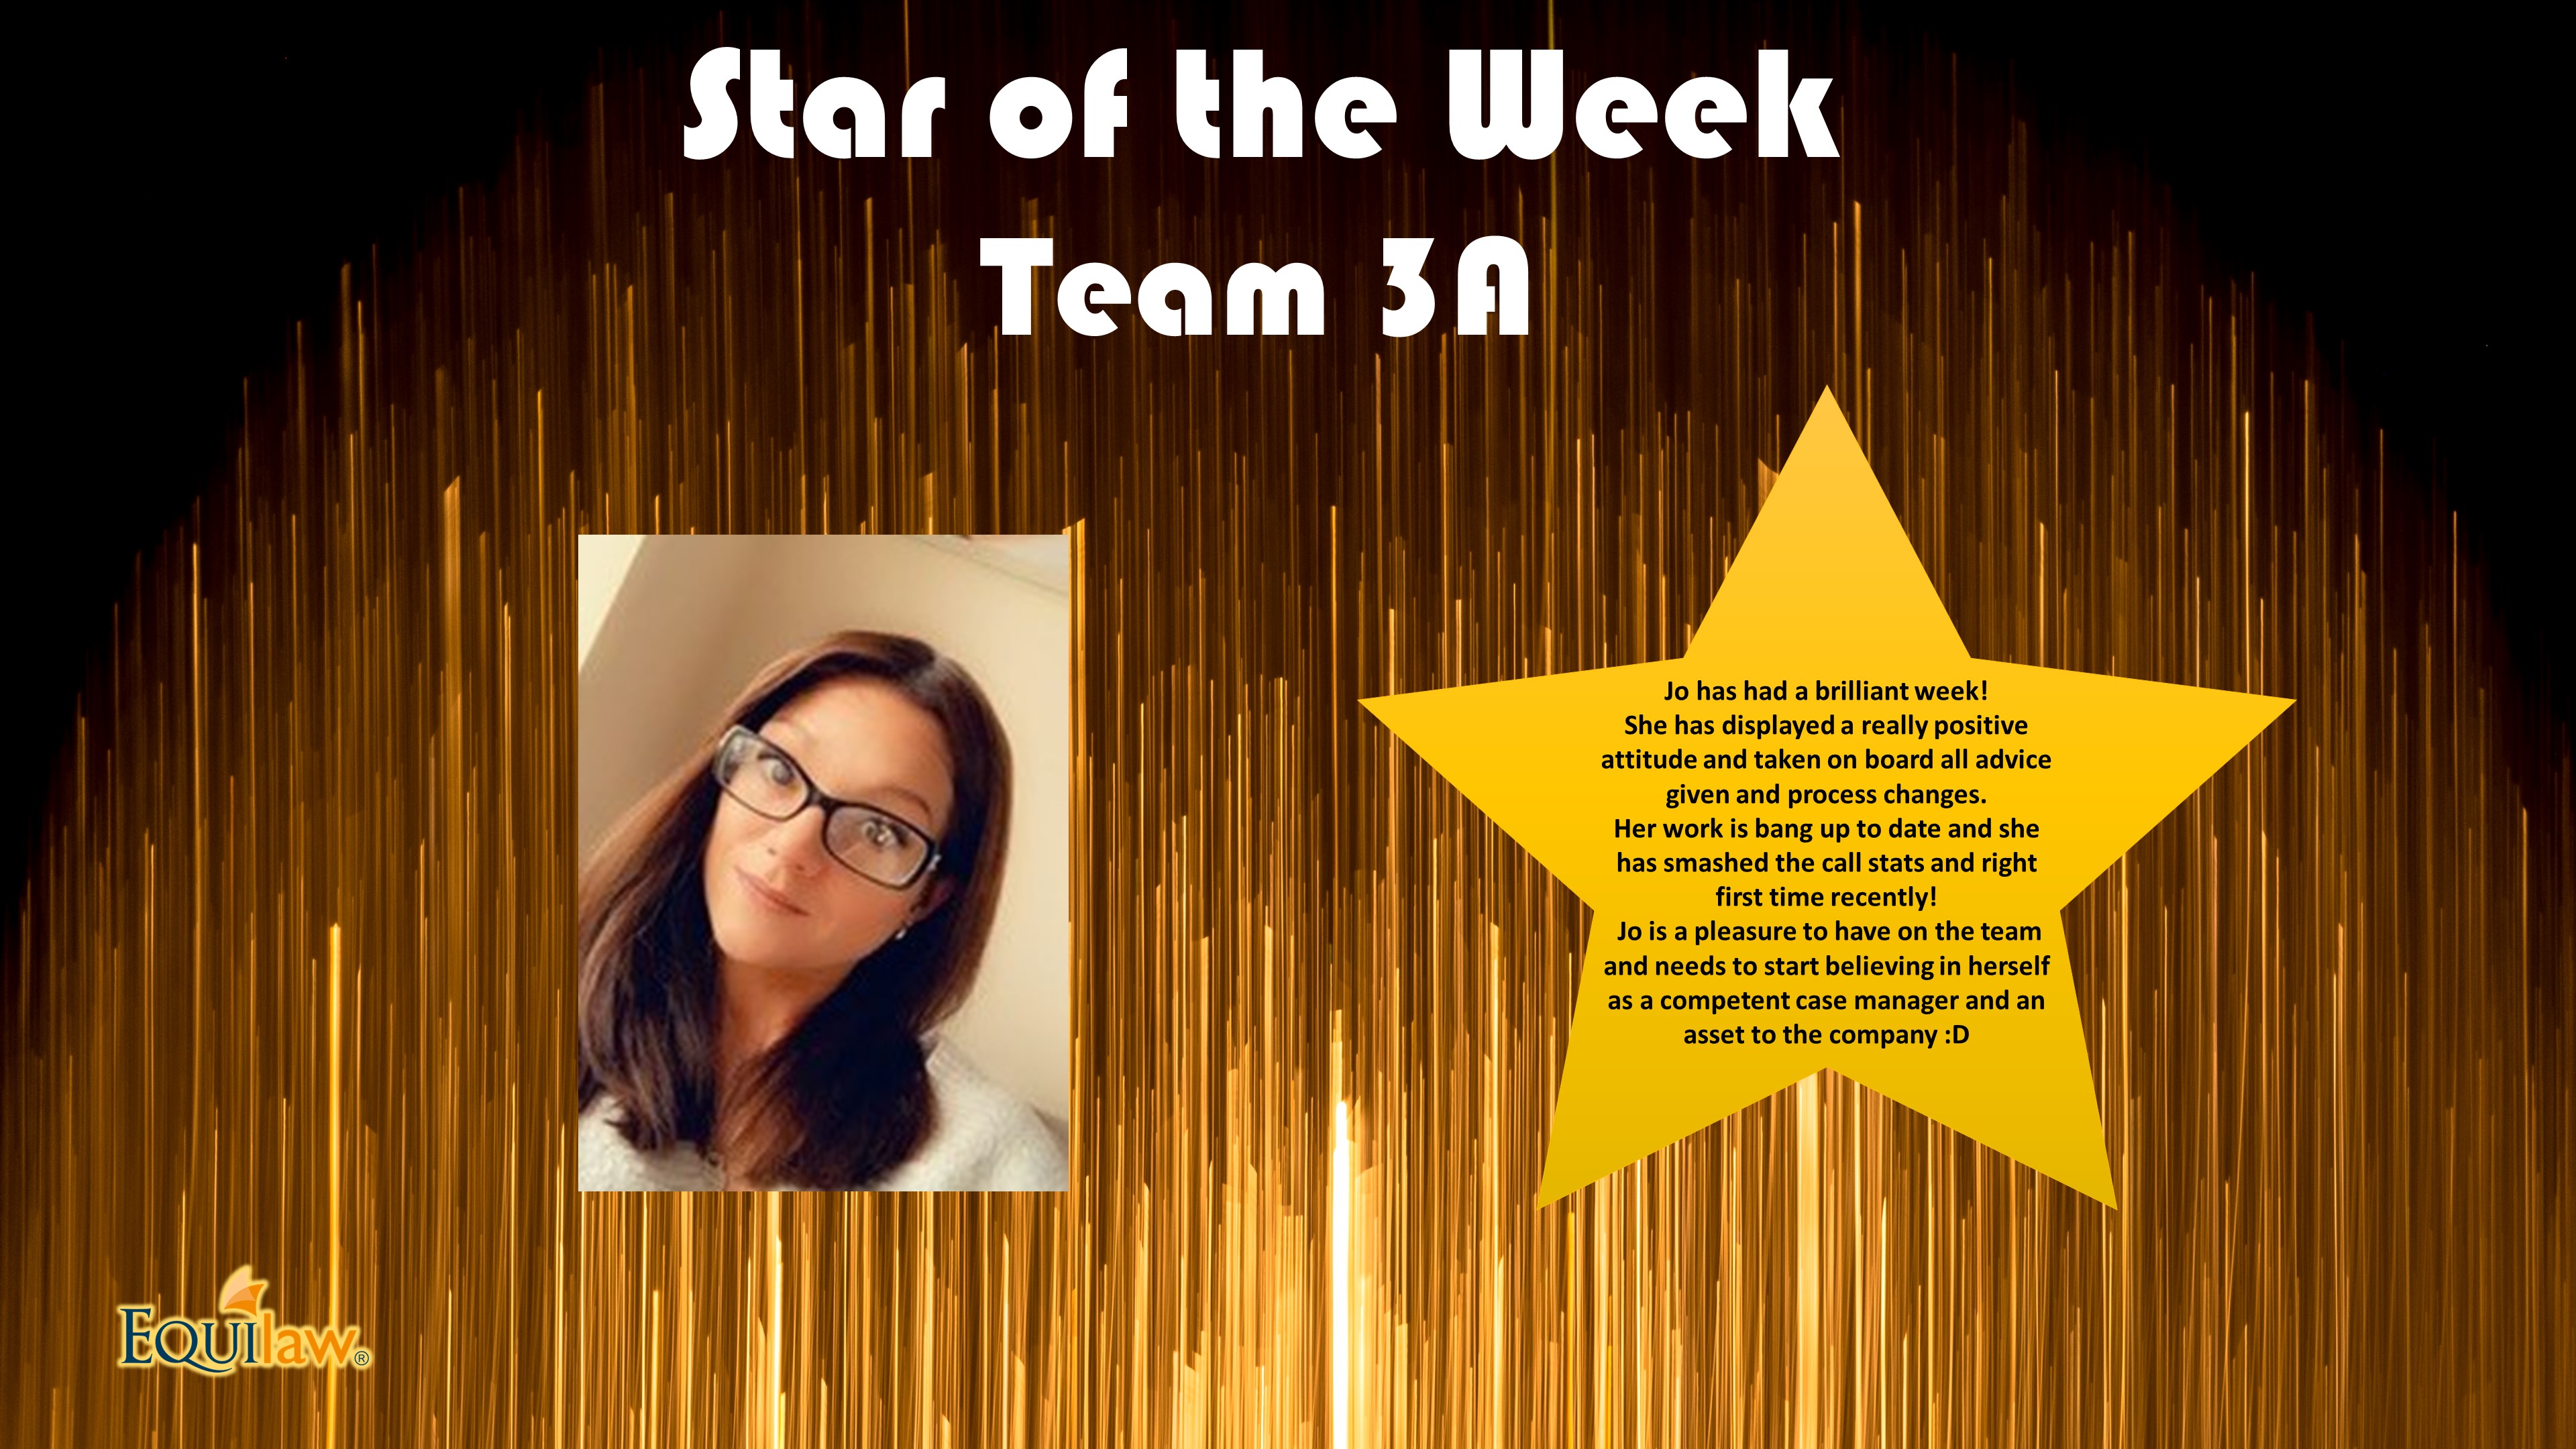 Star of the Week
Team 3A
Jo has had a brilliant week!
She has displayed a really positive
attitude and taken on board all advice
given and process changes.
Her work is bang up to date and she
has smashed the call stats and right
first time recently!
Jo is a pleasure to have on the team
and needs to start believing in herself
as a competent case manager and an
asset to the company :D
EQUIlaw®